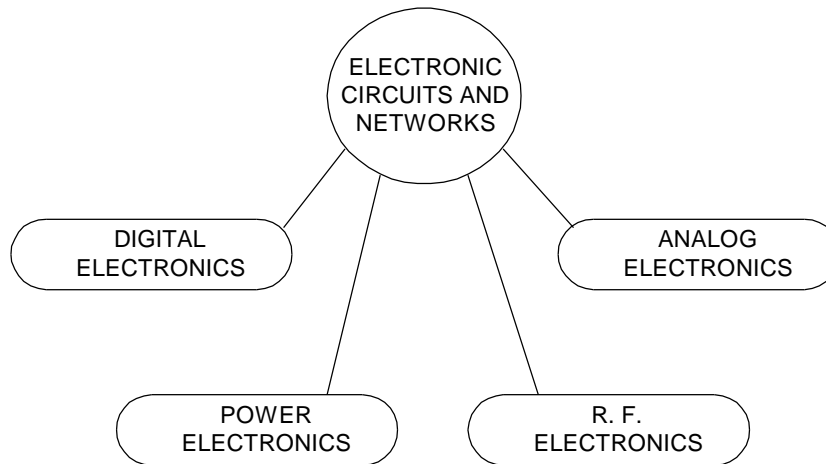 ELECTRONIC
CIRCUITS AND
NETWORKS
DIGITAL
ELECTRONICS
ANALOG
ELECTRONICS
POWER
ELECTRONICS
R. F.
ELECTRONICS